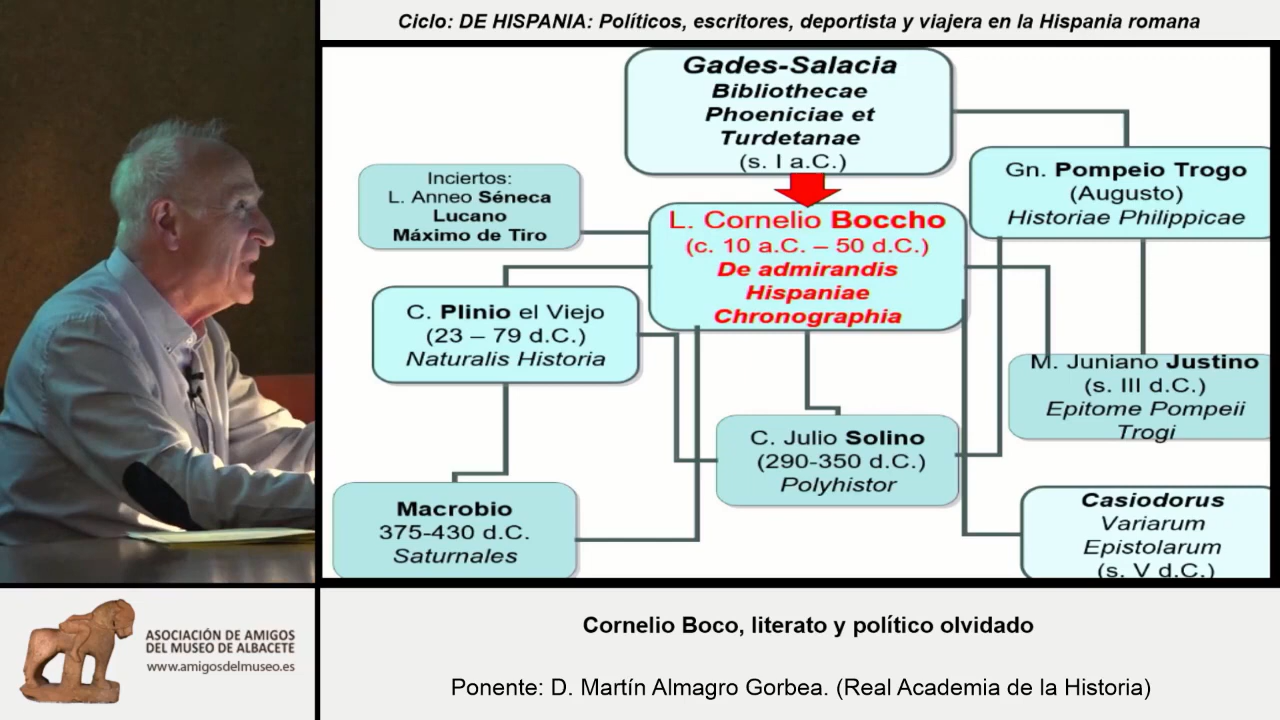 Ciclo: DE HISPANIA: Políticos, escritores, deportista y viajera en la Hispania romana
Gades-Salacia
Bibliothecae
Phoeniciae et
Turdetanae
(s. I a.C.)
Gn. Pompeio Trogo
(Augusto)
Historiae Philippicae
Inciertos:
L. Anneo Séneca
Lucano
Máximo de Tiro
L. Cornelio Boccho
(c. 10 a.C. – 50 d.C.)
De admirandis
Hispaniae
Chronographia
C. Plinio el Viejo
(23 – 79 d.C.)
Naturalis Historia
M. Juniano Justino
(s. III d.C.)
Epitome Pompeii
Trogi
C. Julio Solino
(290-350 d.C.)
Polyhistor
Macrobio
375-430 d.C.
Saturnales
Casiodorus
Variarum
Epistolarum
(s. V d.C.)
ASOCIACIÓN DE AMIGOS
DEL MUSEO DE ALBACETE
www.amigosdelmuseo.es
Cornelio Boco, literato y político olvidado
Ponente: D. Martín Almagro Gorbea. (Real Academia de la Historia)